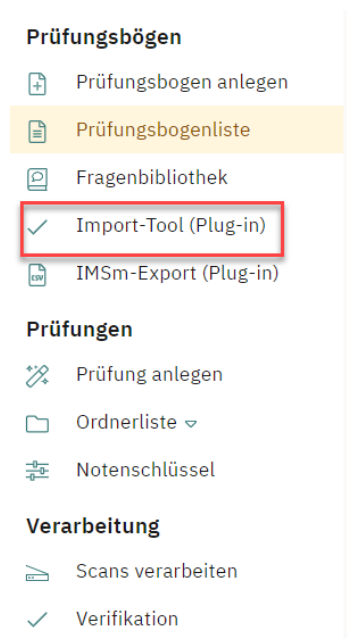 Prüfungsbögen
Prüfungsbogen anlegen
Prüfungsbogenliste
Fragenbibliothek
Import-Tool (Plug-in)
CSV
IMSm-Export (Plug-in)
Prüfungen
Prüfung anlegen
Ordnerliste
Notenschlüssel
Verarbeitung
Scans verarbeiten
Verifikation